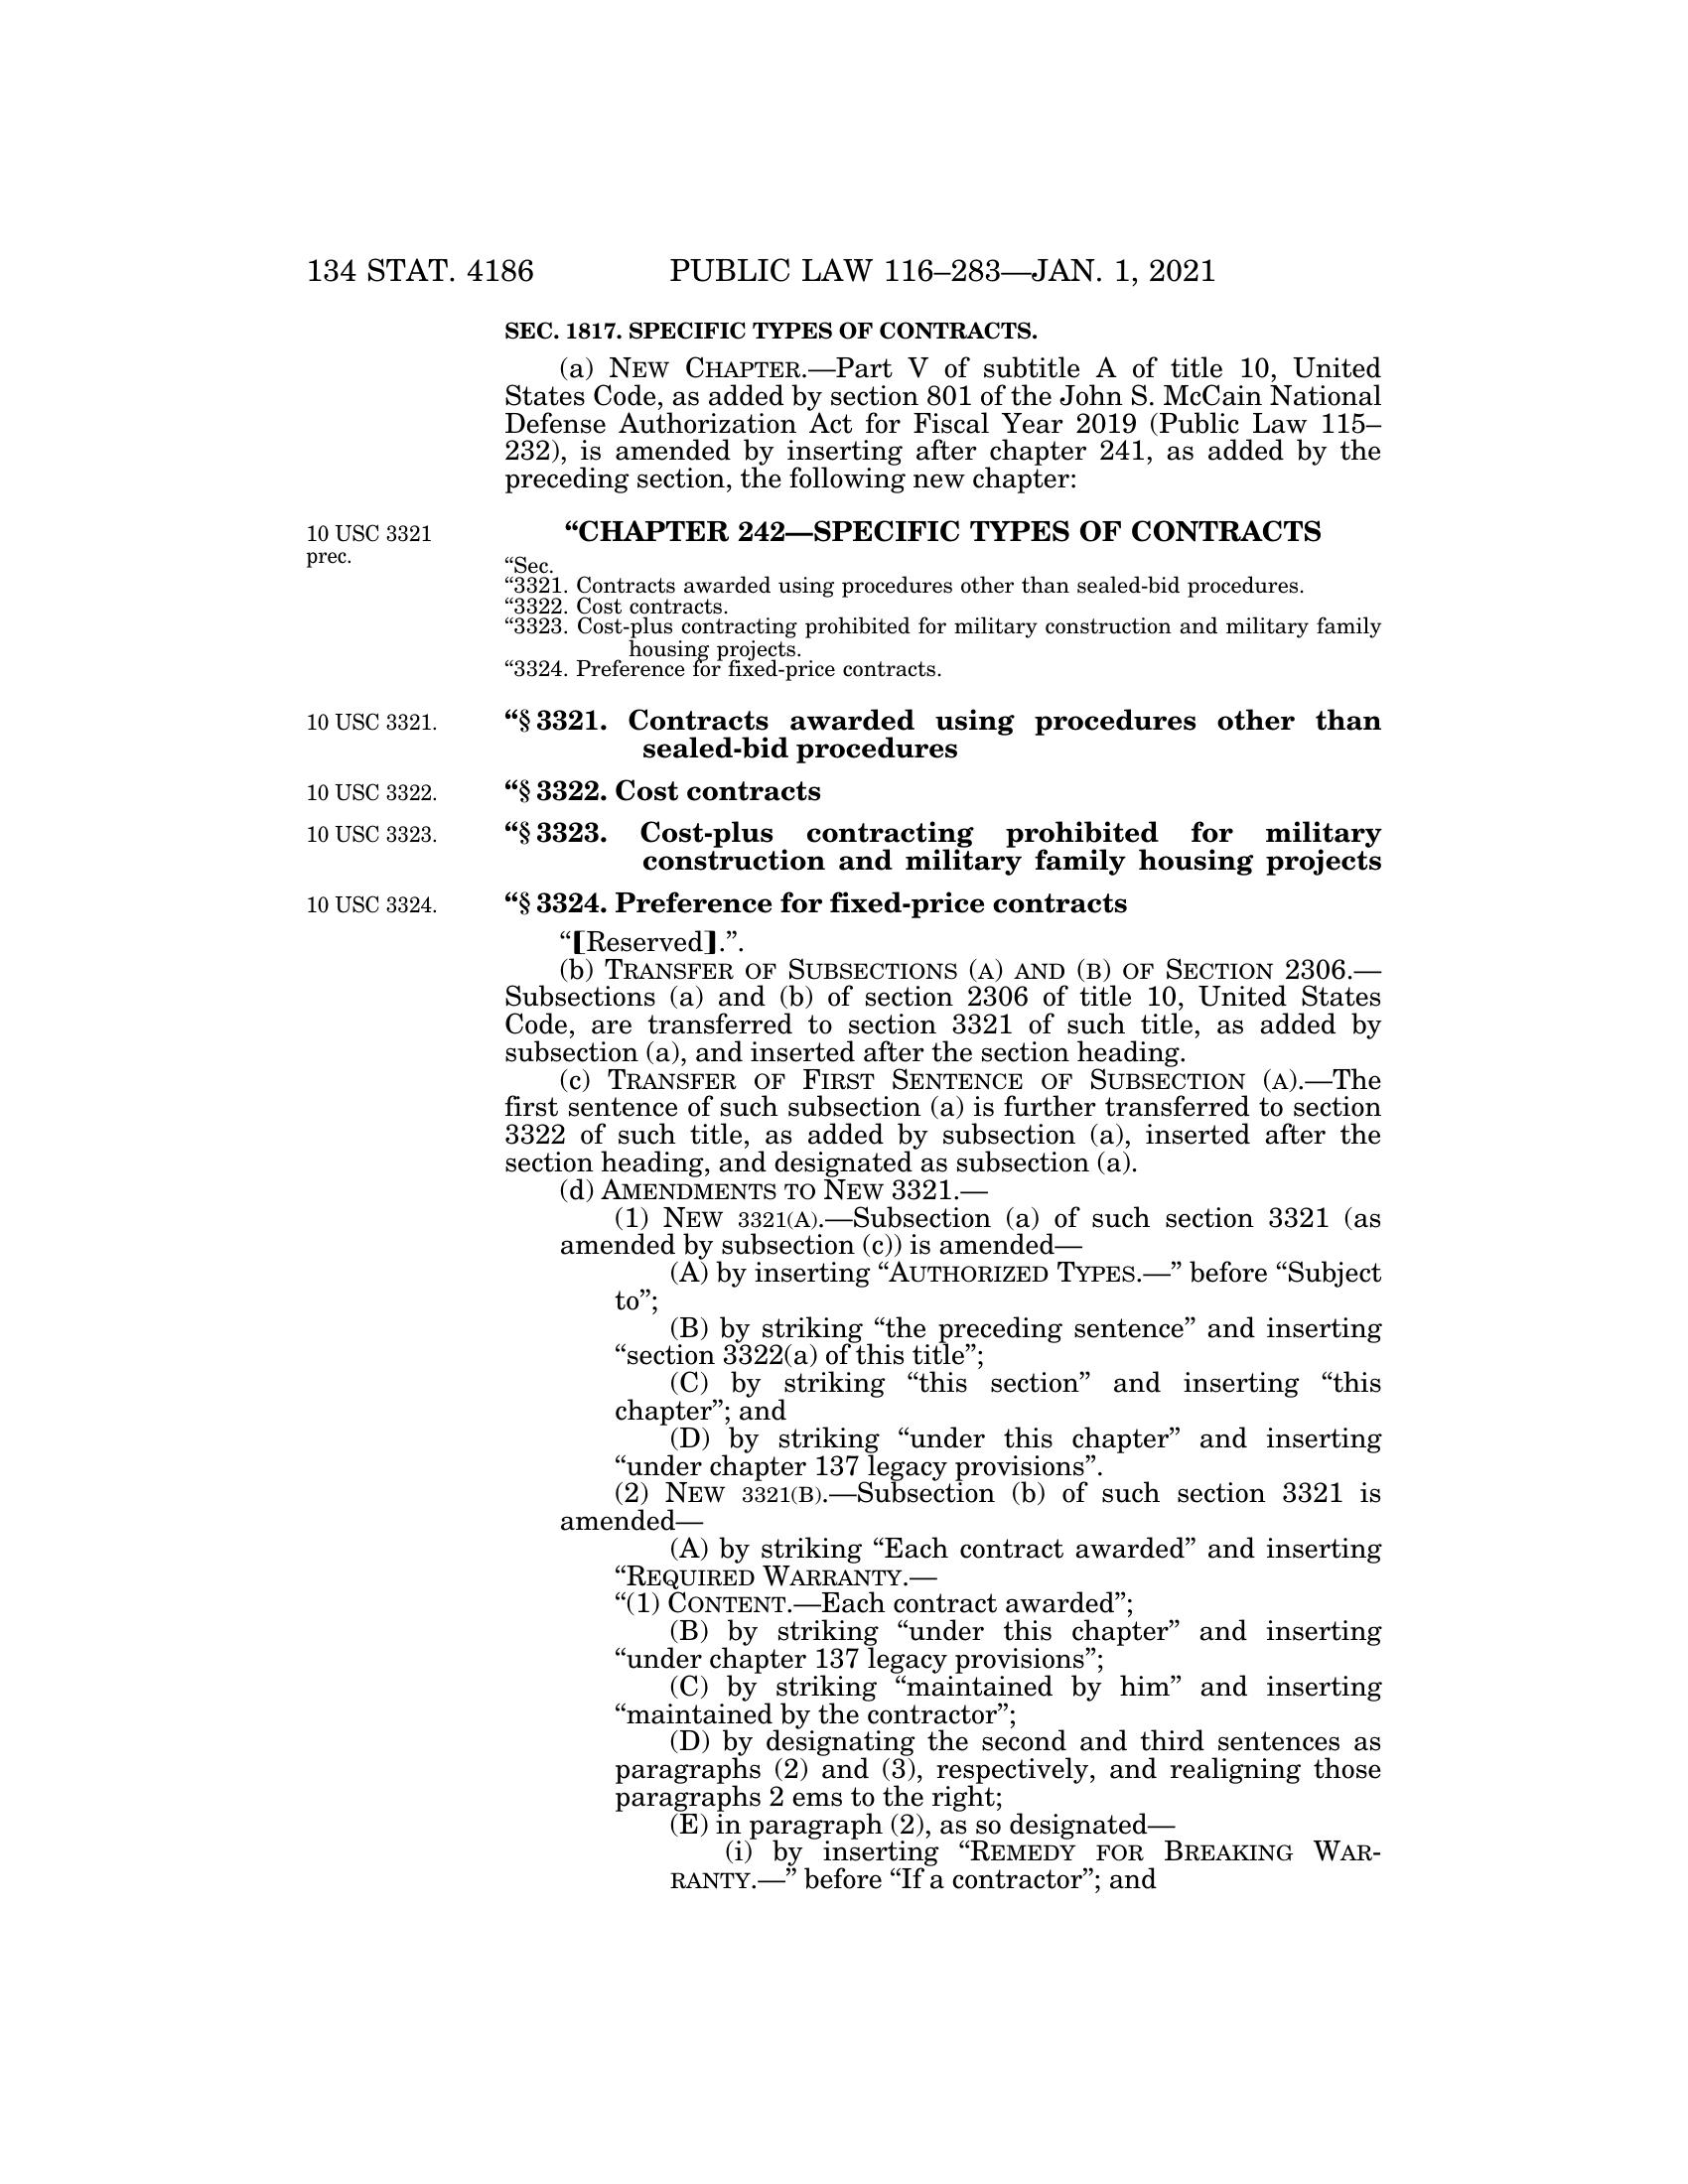 134 STAT. 4186 PUBLIC LAW 116–283—JAN. 1, 2021
SEC. 1817. SPECIFIC TYPES OF CONTRACTS.
(a) NEW CHAPTER.—Part V of subtitle A of title 10, United
States Code, as added by section 801 of the John S. McCain National
Defense Authorization Act for Fiscal Year 2019 (Public Law 115–
232), is amended by inserting after chapter 241, as added by the
preceding section, the following new chapter:
10 USC 3321
prec.
“CHAPTER 242—SPECIFIC TYPES OF CONTRACTS
“Sec.
“3321. Contracts awarded using procedures other than sealed-bid procedures.
“3322. Cost contracts.
“3323. Cost-plus contracting prohibited for military construction and military family
housing projects.
“3324. Preference for fixed-price contracts.
10 USC 3321.
“§ 3321. Contracts awarded using procedures other than
sealed-bid procedures
10 USC 3322.
“§ 3322. Cost contracts
10 USC 3323.
“§ 3323. Cost-plus contracting prohibited for military
construction and military family housing projects
10 USC 3324.
“§ 3324. Preference for fixed-price contracts
“[Reserved].”.
(b) TRANSFER OF SUBSECTIONS (A) AND (B) OF SECTION 2306.—
Subsections (a) and (b) of section 2306 of title 10, United States
Code, are transferred to section 3321 of such title, as added by
subsection (a), and inserted after the section heading.
(c) TRANSFER OF FIRST SENTENCE OF SUBSECTION (A).—The
first sentence of such subsection (a) is further transferred to section
3322 of such title, as added by subsection (a), inserted after the
section heading, and designated as subsection (a).
(d) AMENDMENTS TO NEW 3321.—
(1) NEW 3321(A).—Subsection (a) of such section 3321 (as
amended by subsection (c)) is amended—
(A) by inserting “AUTHORIZED TYPES.—” before “Subject
to”;
(B) by striking “the preceding sentence” and inserting
“section 3322(a) of this title”;
(C) by striking “this section” and inserting “this
chapter”; and
(D) by striking “under this chapter” and inserting
“under chapter 137 legacy provisions”.
(2) NEW 3321(B).—Subsection (b) of such section 3321 is
amended—
(A) by striking “Each contract awarded” and inserting
“REQUIRED WARRANTY.—
“(1) CONTENT.—Each contract awarded”;
(B) by striking “under this chapter” and inserting
“under chapter 137 legacy provisions”;
(C) by striking “maintained by him” and inserting
“maintained by the contractor”;
(D) by designating the second and third sentences as
paragraphs (2) and (3), respectively, and realigning those
paragraphs 2 ems to the right;
(E) in paragraph (2), as so designated—
(i) by inserting “REMEDY FOR BREAKING WAR-
RANTY.—” before “If a contractor”; and